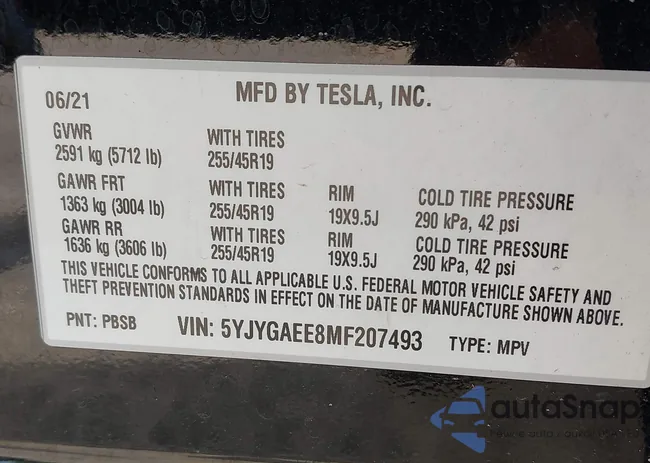 06/21 MFD BY TESLA, INC.
GVWR WITH TIRES
2591 kg (5712 lb) 255/45R19
GAWR FRT WITH TIRES RIM COLD TIRE PRESSURE
1363 kg (3004 lb) 255/45R19 19X9.5J 290 kPa, 42 psi
GAWR RR WITH TIRES RIM COLD TIRE PRESSURE
1636 kg (3606 lb) 255/45R19 19X9.5J 290 kPa, 42 psi
THIS VEHICLE CONFORMS TO ALL APPLICABLE U.S. FEDERAL MOTOR VEHICLE SAFETY AND
THEFT PREVENTION STANDARDS IN EFFECT ON THE DATE OF MANUFACTURE SHOWN ABOVE.
PNT: PBSB VIN: 5YJYGAEE8MF207493 TYPE: MPV
autoSnap